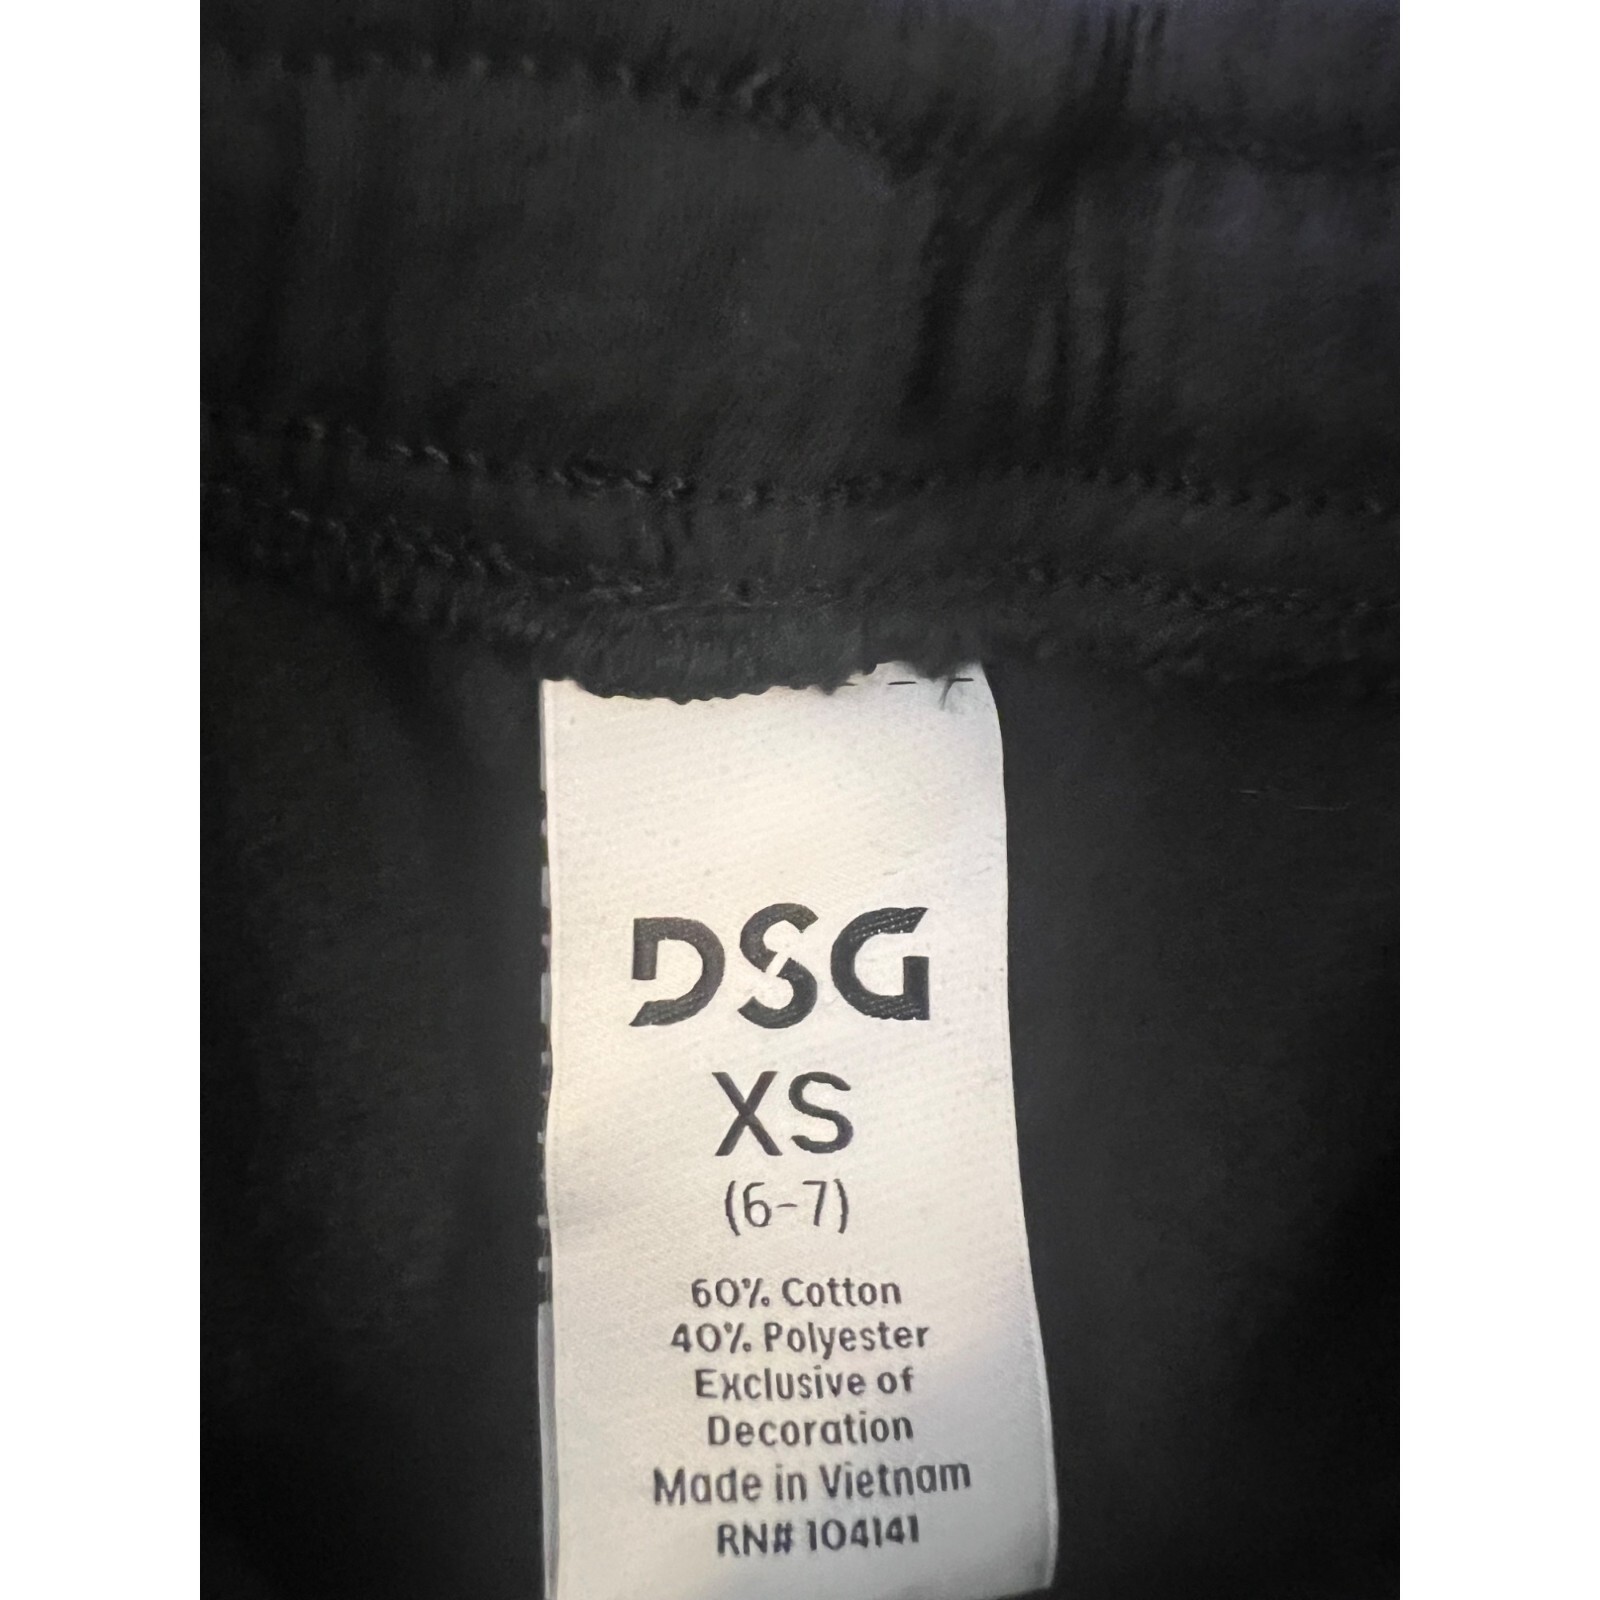 DSG
XS
(6-7)
60% Cotton
40% Polyester
Exclusive of
Decoration
Made in Vietnam
RN# 104141